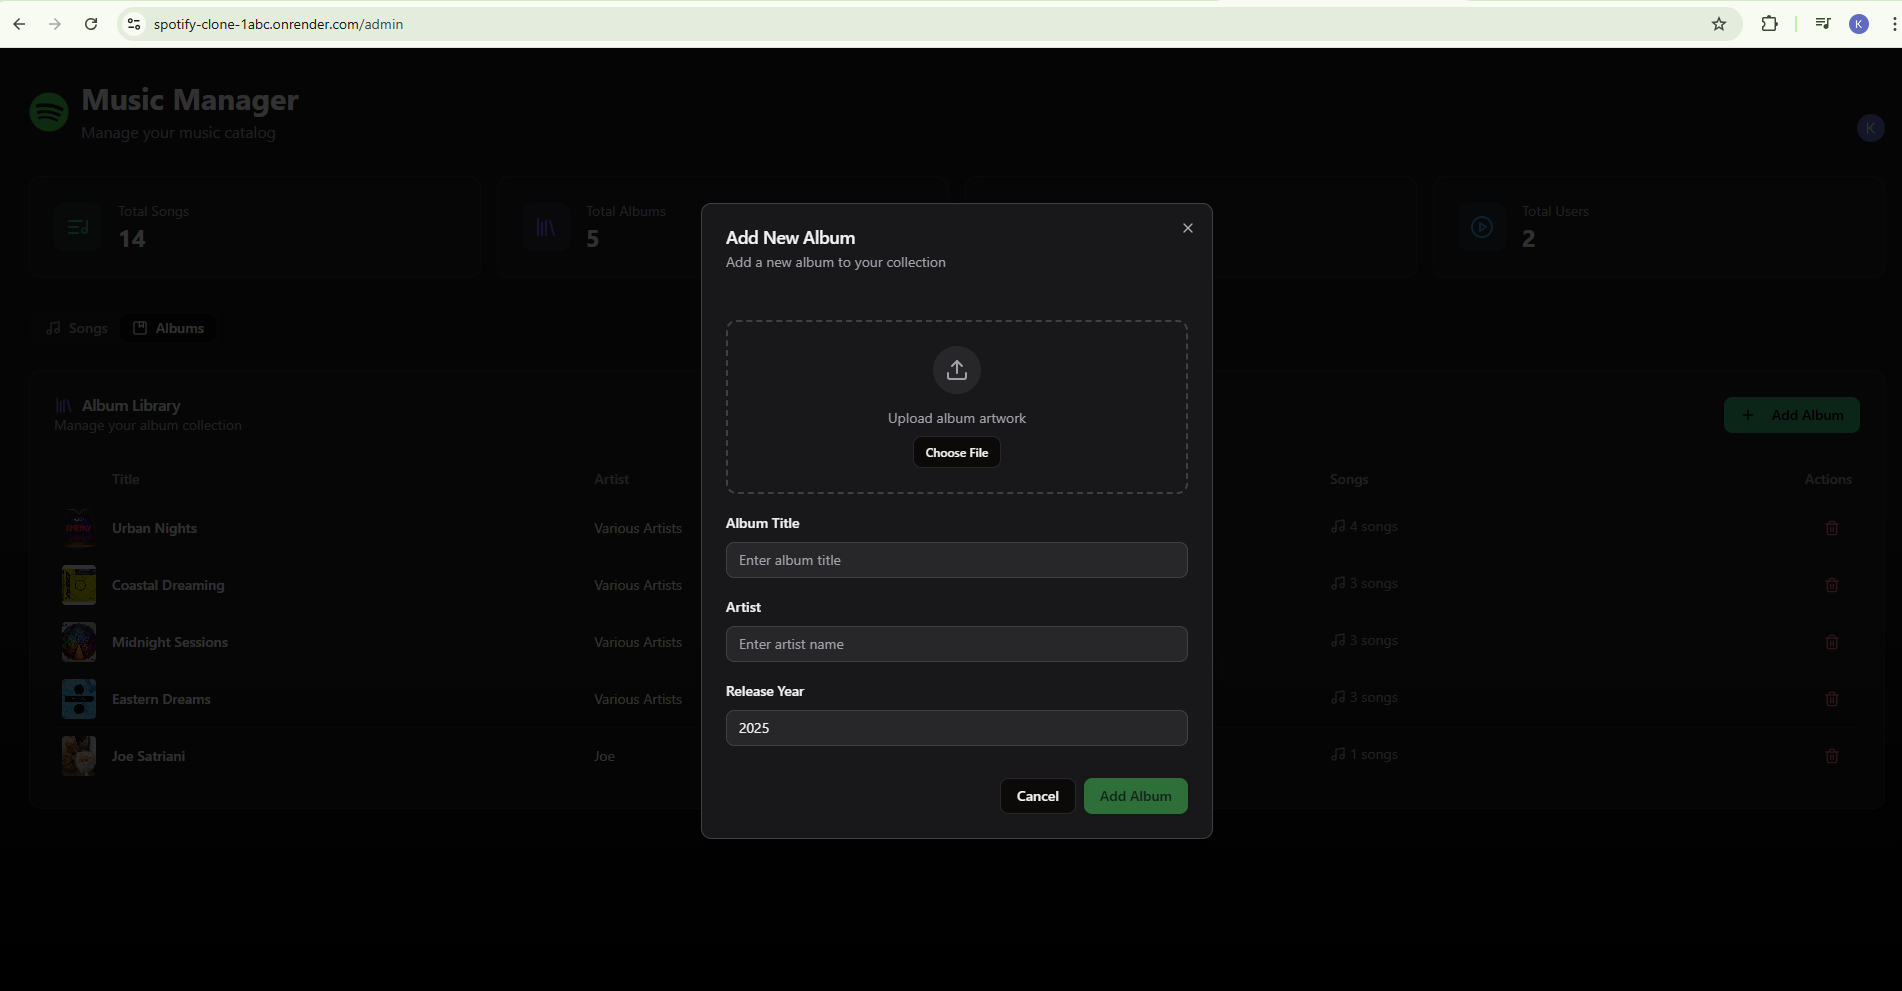 spotify-clone-1abc.onrender.com/admin
K
Music Manager
Manage your music catalog
K
Total Songs
14
Total Albums
5
Total Users
2
Songs
Albums
Album Library
Manage your album collection
Add Album
Title
Artist
Songs
Actions
Urban Nights
Various Artists
4 songs
Coastal Dreaming
Various Artists
3 songs
Midnight Sessions
Various Artists
3 songs
Eastern Dreams
Various Artists
3 songs
Joe Satriani
Joe
1 songs
Add New Album
Add a new album to your collection
Upload album artwork
Choose File
Album Title
Enter album title
Artist
Enter artist name
Release Year
2025
Cancel
Add Album